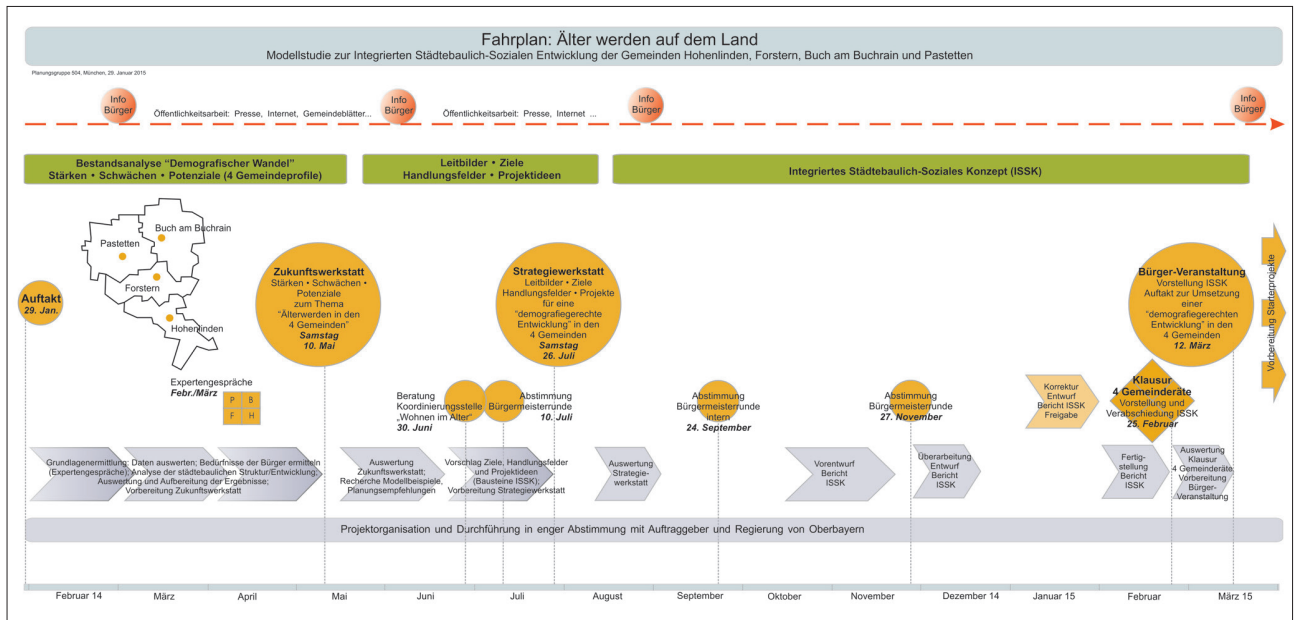 Fahrplan: Älter werden auf dem Land
Modellstudie zur Integrierten Städtebaulich-Sozialen Entwicklung der Gemeinden Hohenlinden, Forstern, Buch am Buchrain und Pastetten
Planungsgruppe 504, München, 29. Januar 2015
Info
Bürger
Öffentlichkeitsarbeit: Presse, Internet, Gemeindeblätter...
Info
Bürger
Öffentlichkeitsarbeit: Presse, Internet ...
Info
Bürger
Info
Bürger
Bestandsanalyse "Demografischer Wandel"
Stärken • Schwächen • Potenziale (4 Gemeindeprofile)
Leitbilder • Ziele
Handlungsfelder • Projektideen
Integriertes Städtebaulich-Soziales Konzept (ISSK)
Auftakt
29. Jan.
Buch am Buchrain
Pastetten
Forstern
Hohenlinden
Zukunftswerkstatt
Stärken • Schwächen •
Potenziale
zum Thema
"Älterwerden in den
4 Gemeinden"
Samstag
10. Mai
Strategiewerkstatt
Leitbilder • Ziele
Handlungsfelder • Projekte
für eine
"demografiegerechte
Entwicklung" in den
4 Gemeinden
Samstag
26. Juli
Bürger-Veranstaltung
Vorstellung ISSK
Auftakt zur Umsetzung
einer
"demografiegerechten
Entwicklung" in den
4 Gemeinden
12. März
Vorbereitung Starterprojekte
Expertengespräche
Febr./März
P B
F H
Beratung
Koordinierungsstelle
„Wohnen im Alter"
30. Juni
Abstimmung
Bürgermeisterrunde
10. Juli
Abstimmung
Bürgermeisterrunde
intern
24. September
Abstimmung
Bürgermeisterrunde
27. November
Korrektur
Entwurf
Bericht ISSK
Freigabe
Klausur
4 Gemeinderäte
Vorstellung und
Verabschiedung ISSK
25. Februar
Grundlagenermittlung: Daten auswerten; Bedürfnisse der Bürger ermitteln
(Expertengespräche); Analyse der städtebaulichen Struktur/Entwicklung;
Auswertung und Aufbereitung der Ergebnisse;
Vorbereitung Zukunftswerkstatt
Auswertung
Zukunftswerkstatt;
Recherche Modellbeispiele,
Planungsempfehlungen
Vorschlag Ziele, Handlungsfelder
und Projektideen
(Bausteine ISSK);
Vorbereitung Strategiewerkstatt
Auswertung
Strategie-
werkstatt
Vorentwurf
Bericht
ISSK
Überarbeitung
Entwurf
Bericht
ISSK
Fertig-
stellung
Bericht
ISSK
Auswertung
Klausur
4 Gemeinderäte
Vorbereitung
Bürger-
Veranstaltung
Projektorganisation und Durchführung in enger Abstimmung mit Auftraggeber und Regierung von Oberbayern
Februar 14 März April Mai Juni Juli August September Oktober November Dezember 14 Januar 15 Februar März 15